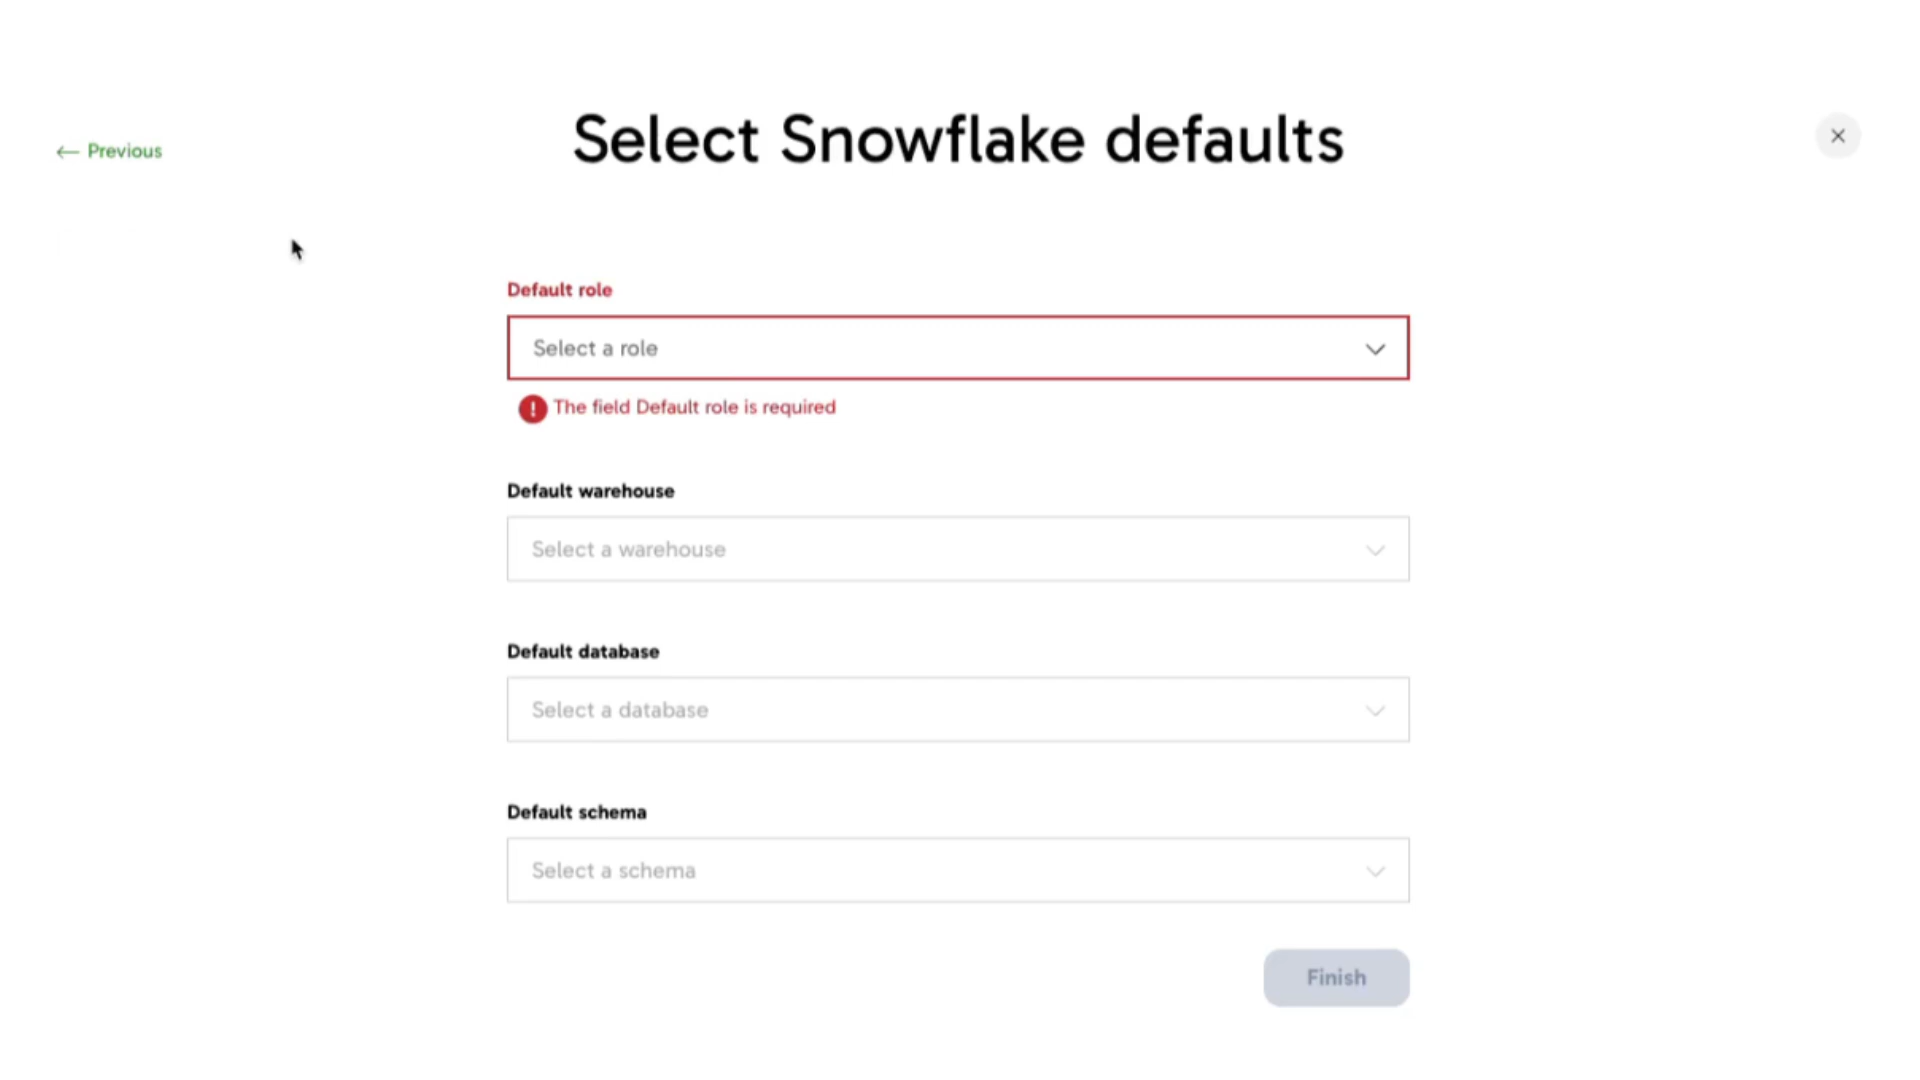 Select Snowflake defaults
← Previous
Default role
Select a role
The field Default role is required
Default warehouse
Select a warehouse
Default database
Select a database
Default schema
Select a schema
Finish